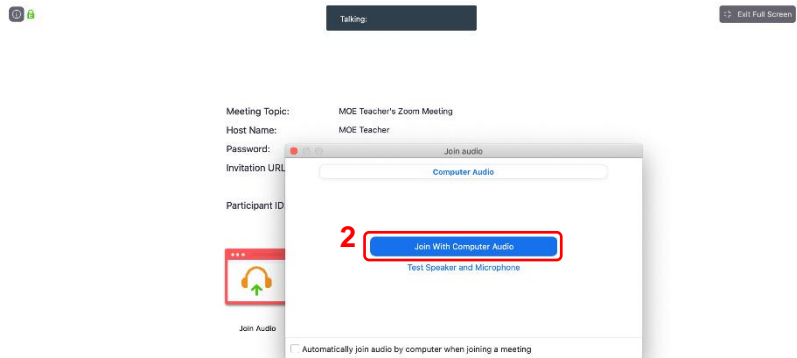 Talking:
Exit Full Screen
Meeting Topic: MOE Teacher's Zoom Meeting
Host Name: MOE Teacher
Password:
Invitation URL
Participant ID
Join audio
Computer Audio
2
Join With Computer Audio
Test Speaker and Microphone
Join Audio
Automatically join audio by computer when joining a meeting